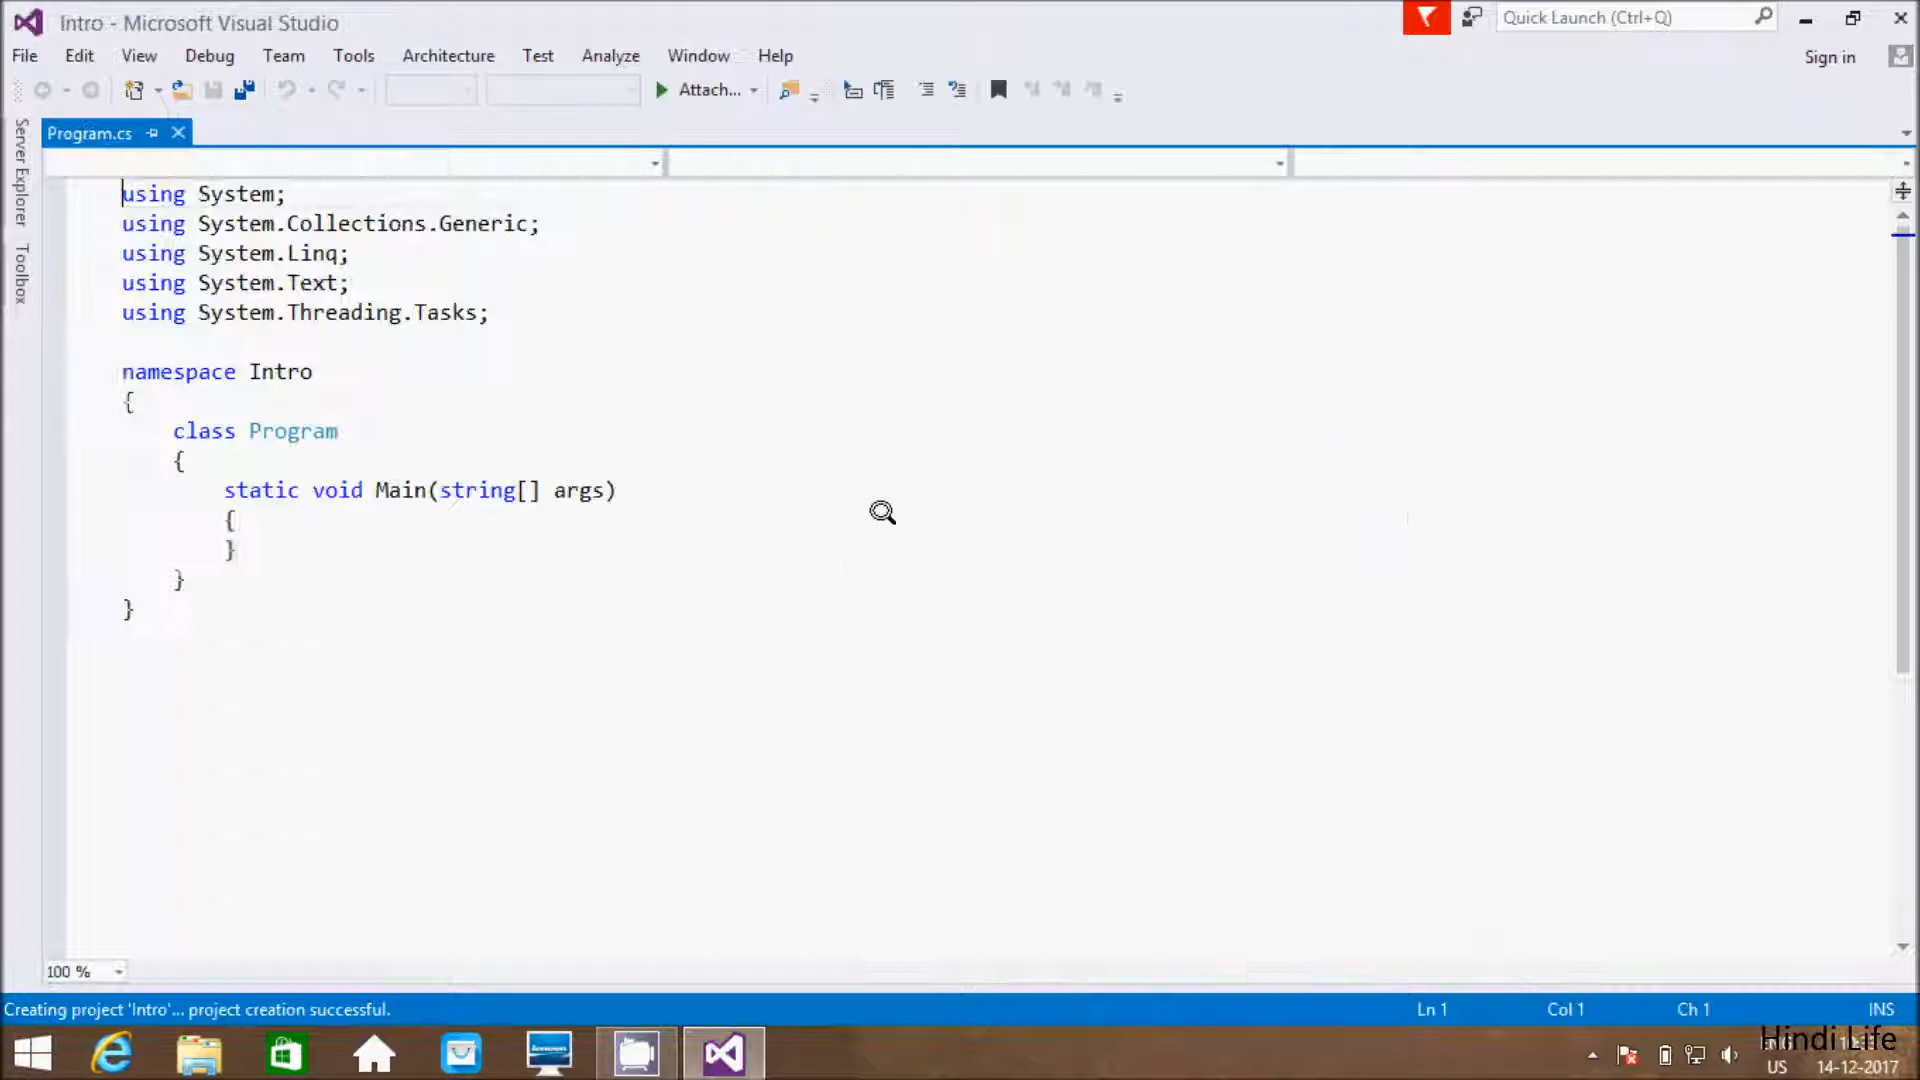 Intro - Microsoft Visual Studio
Quick Launch (Ctrl+Q)
File Edit View Debug Team Tools Architecture Test Analyze Window Help
Sign in
Attach...
Server Explorer
Toolbox
Program.cs
using System;
using System.Collections.Generic;
using System.Linq;
using System.Text;
using System.Threading.Tasks;
namespace Intro
{
class Program
{
static void Main(string[] args)
{
}
}
}
100 %
Creating project 'Intro'... project creation successful.
Ln 1 Col 1 Ch 1 INS
Hindi Life
US 14-12-2017